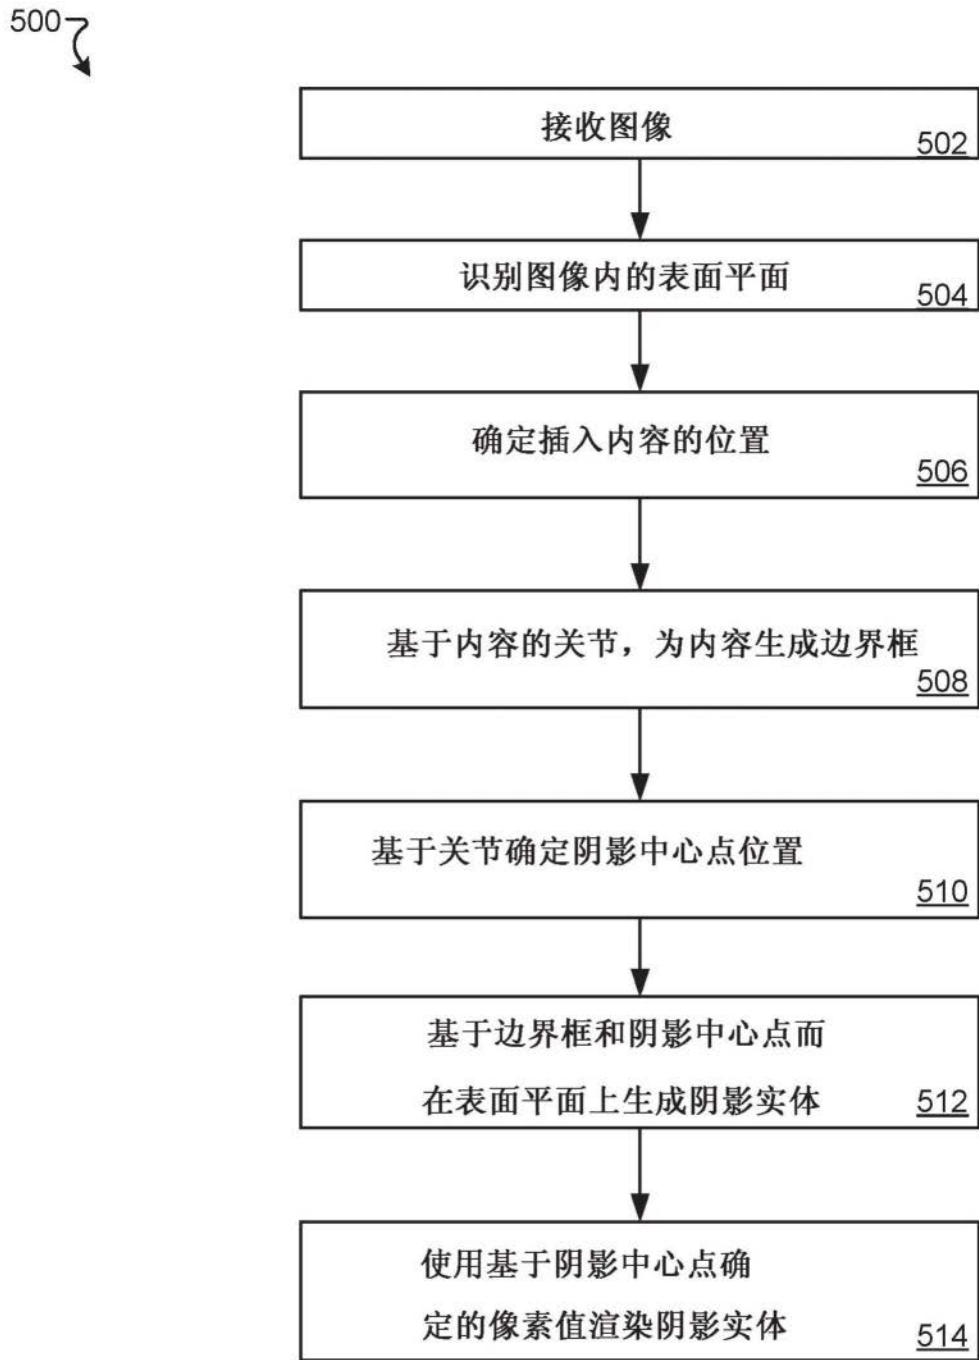 500
接收图像
502
识别图像内的表面平面
504
确定插入内容的位置
506
基于内容的关节，为内容生成边界框
508
基于关节确定阴影中心点位置
510
基于边界框和阴影中心点而
在表面平面上生成阴影实体
512
使用基于阴影中心点确
定的像素值渲染阴影实体
514